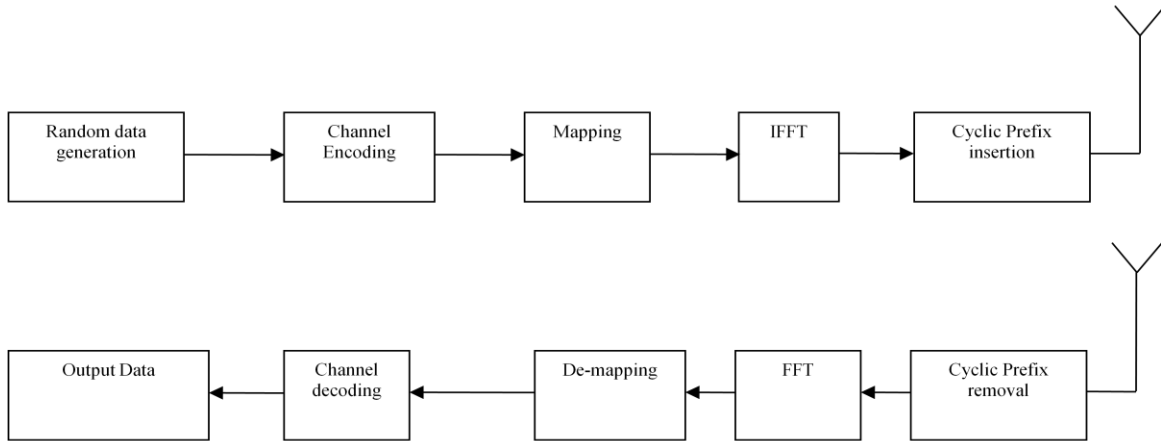 Random data
generation
Channel
Encoding
Mapping
IFFT
Cyclic Prefix
insertion
Output Data
Channel
decoding
De-mapping
FFT
Cyclic Prefix
removal